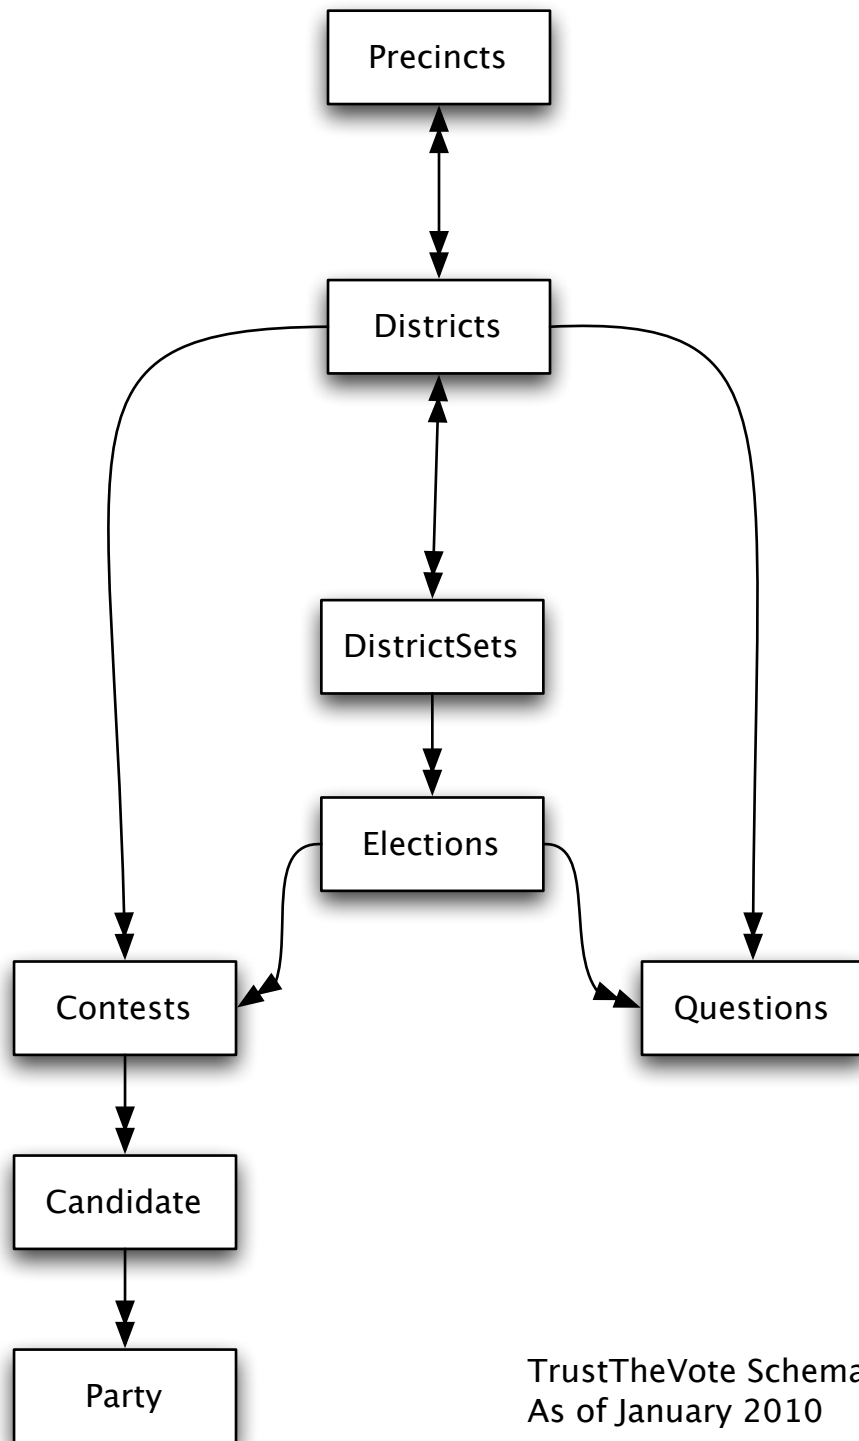 Precincts
Districts
DistrictSets
Elections
Contests
Questions
Candidate
Party
TrustTheVote Schema
As of January 2010